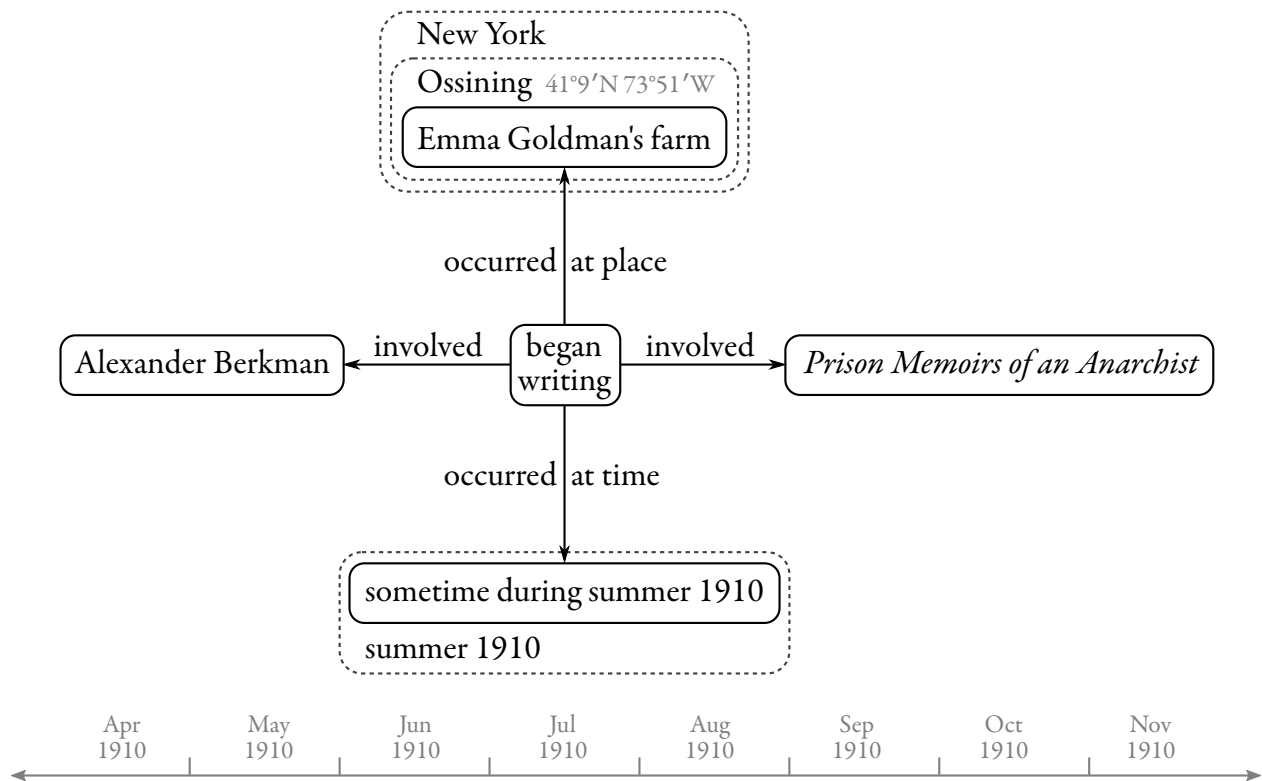 New York
Ossining 41°9′N 73°51′W
Emma Goldman's farm
occurred at place
Alexander Berkman
involved
began
writing
involved
Prison Memoirs of an Anarchist
occurred at time
sometime during summer 1910
summer 1910
Apr May Jun Jul Aug Sep Oct Nov
1910 1910 1910 1910 1910 1910 1910 1910